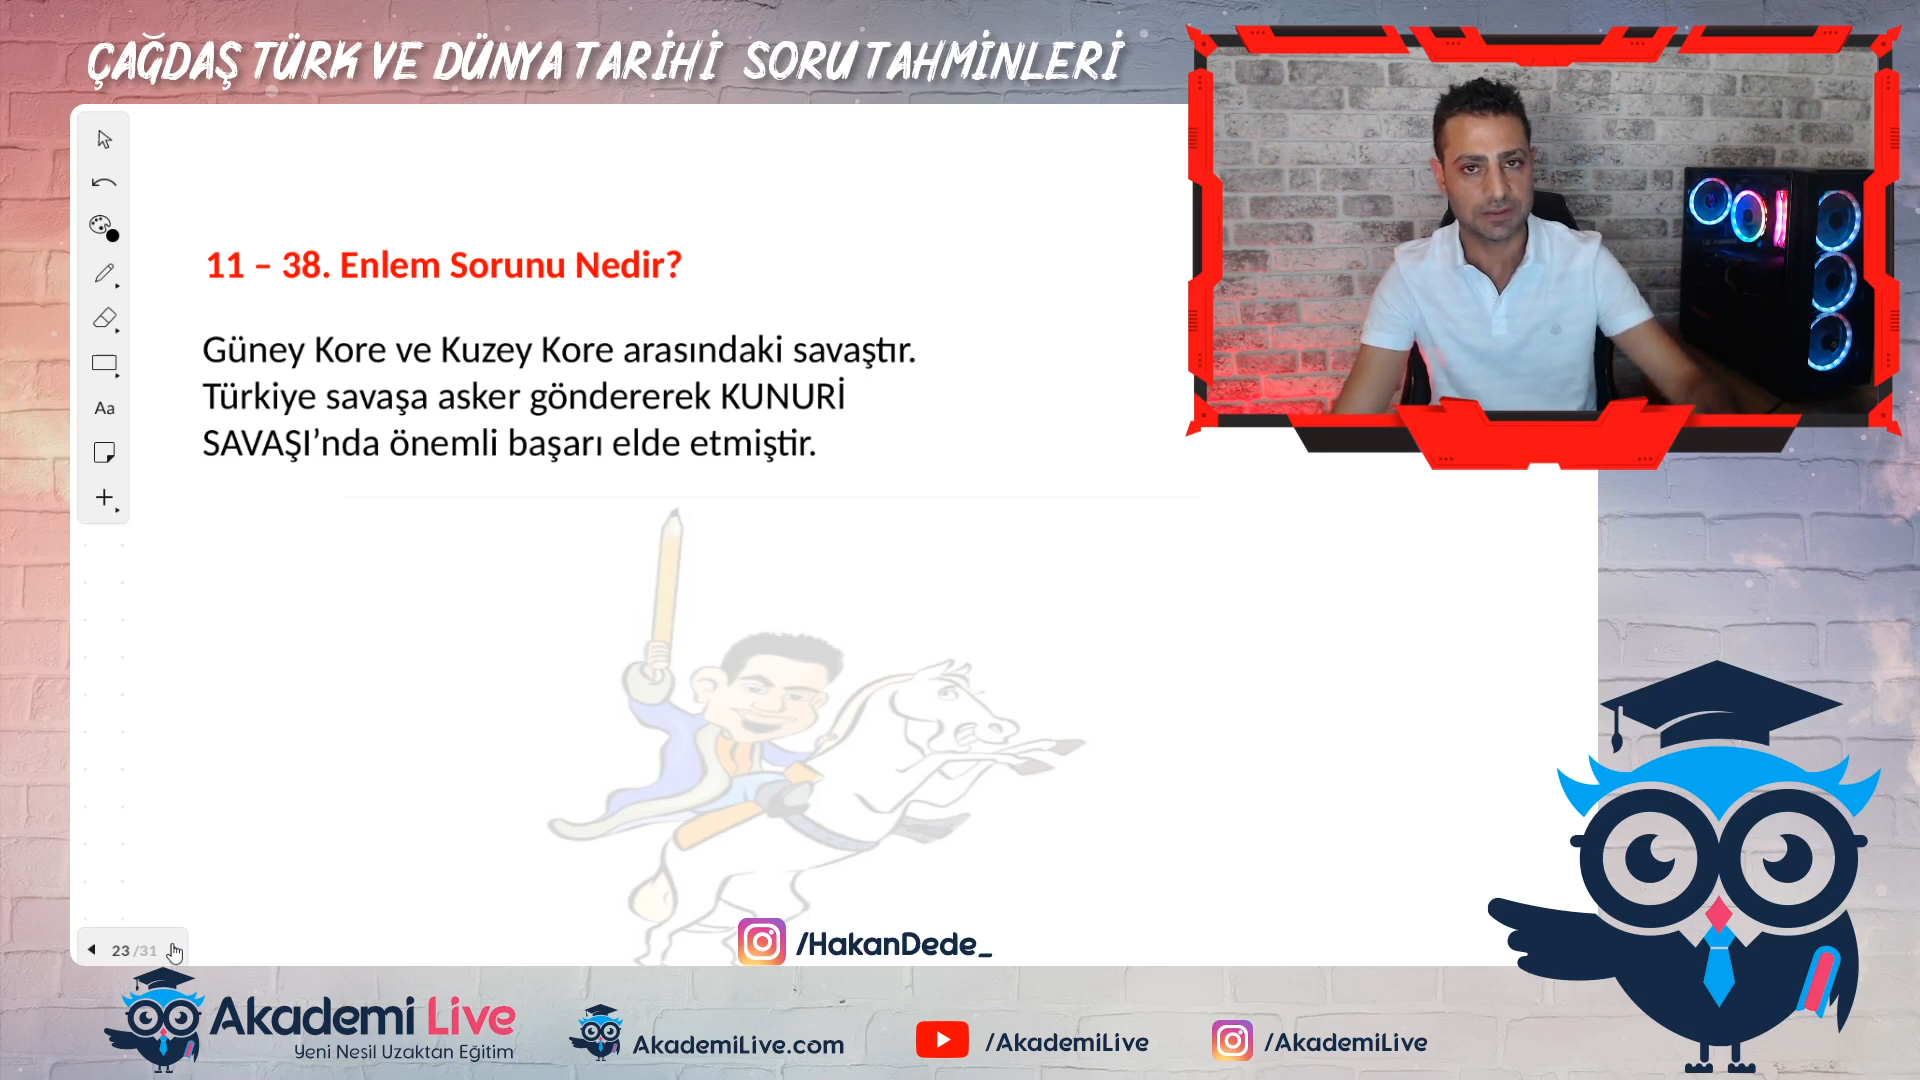 ÇAĞDAŞ TÜRK VE DÜNYA TARİHİ SORU TAHMİNLERİ
11 – 38. Enlem Sorunu Nedir?
Güney Kore ve Kuzey Kore arasındaki savaştır.
Türkiye savaşa asker göndererek KUNURİ
SAVAŞI’nda önemli başarı elde etmiştir.
Aa
23 /31
/HakanDede_
Akademi Live
Yeni Nesil Uzaktan Eğitim
AkademiLive.com
/AkademiLive
/AkademiLive